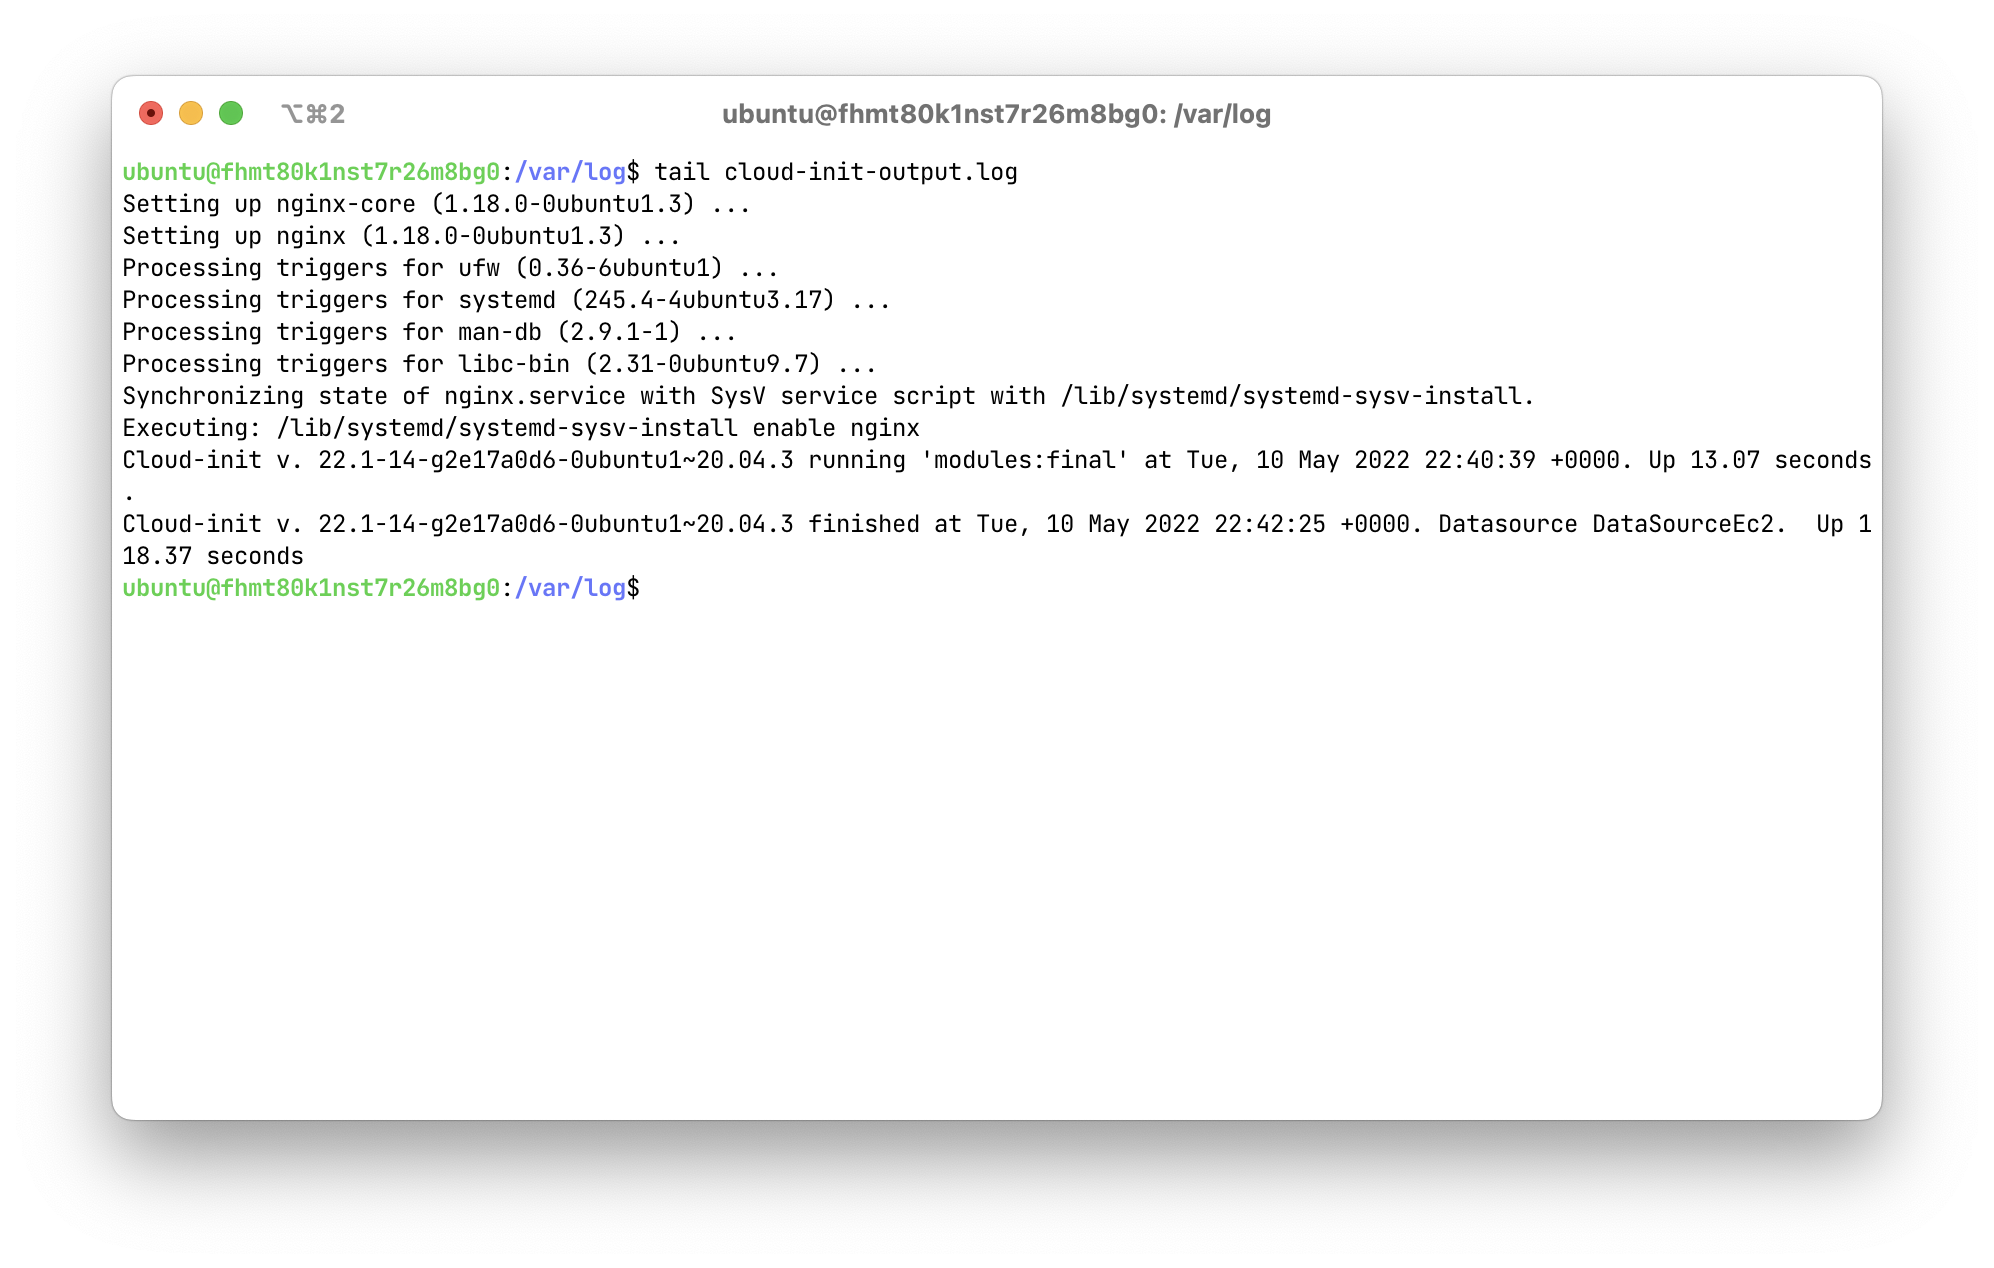 ⌥⌘2
ubuntu@fhmt80k1nst7r26m8bg0: /var/log
ubuntu@fhmt80k1nst7r26m8bg0:/var/log$ tail cloud-init-output.log
Setting up nginx-core (1.18.0-0ubuntu1.3) ...
Setting up nginx (1.18.0-0ubuntu1.3) ...
Processing triggers for ufw (0.36-6ubuntu1) ...
Processing triggers for systemd (245.4-4ubuntu3.17) ...
Processing triggers for man-db (2.9.1-1) ...
Processing triggers for libc-bin (2.31-0ubuntu9.7) ...
Synchronizing state of nginx.service with SysV service script with /lib/systemd/systemd-sysv-install.
Executing: /lib/systemd/systemd-sysv-install enable nginx
Cloud-init v. 22.1-14-g2e17a0d6-0ubuntu1~20.04.3 running 'modules:final' at Tue, 10 May 2022 22:40:39 +0000. Up 13.07 seconds
.
Cloud-init v. 22.1-14-g2e17a0d6-0ubuntu1~20.04.3 finished at Tue, 10 May 2022 22:42:25 +0000. Datasource DataSourceEc2.  Up 1
18.37 seconds
ubuntu@fhmt80k1nst7r26m8bg0:/var/log$